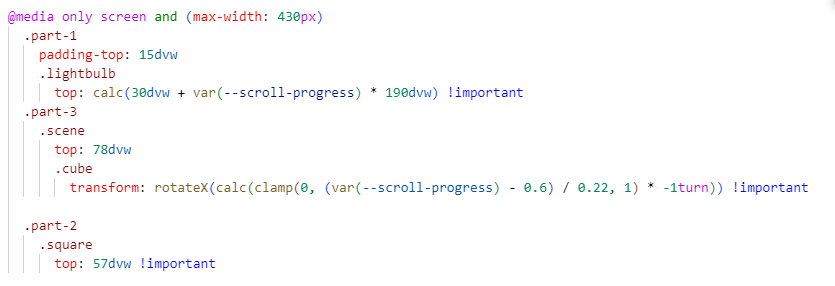 @media only screen and (max-width: 430px)
.part-1
padding-top: 15dvw
.lightbulb
top: calc(30dvw + var(--scroll-progress) * 190dvw) !important
.part-3
.scene
top: 78dvw
.cube
transform: rotateX(calc(clamp(0, (var(--scroll-progress) - 0.6) / 0.22, 1) * -1turn)) !important
.part-2
.square
top: 57dvw !important